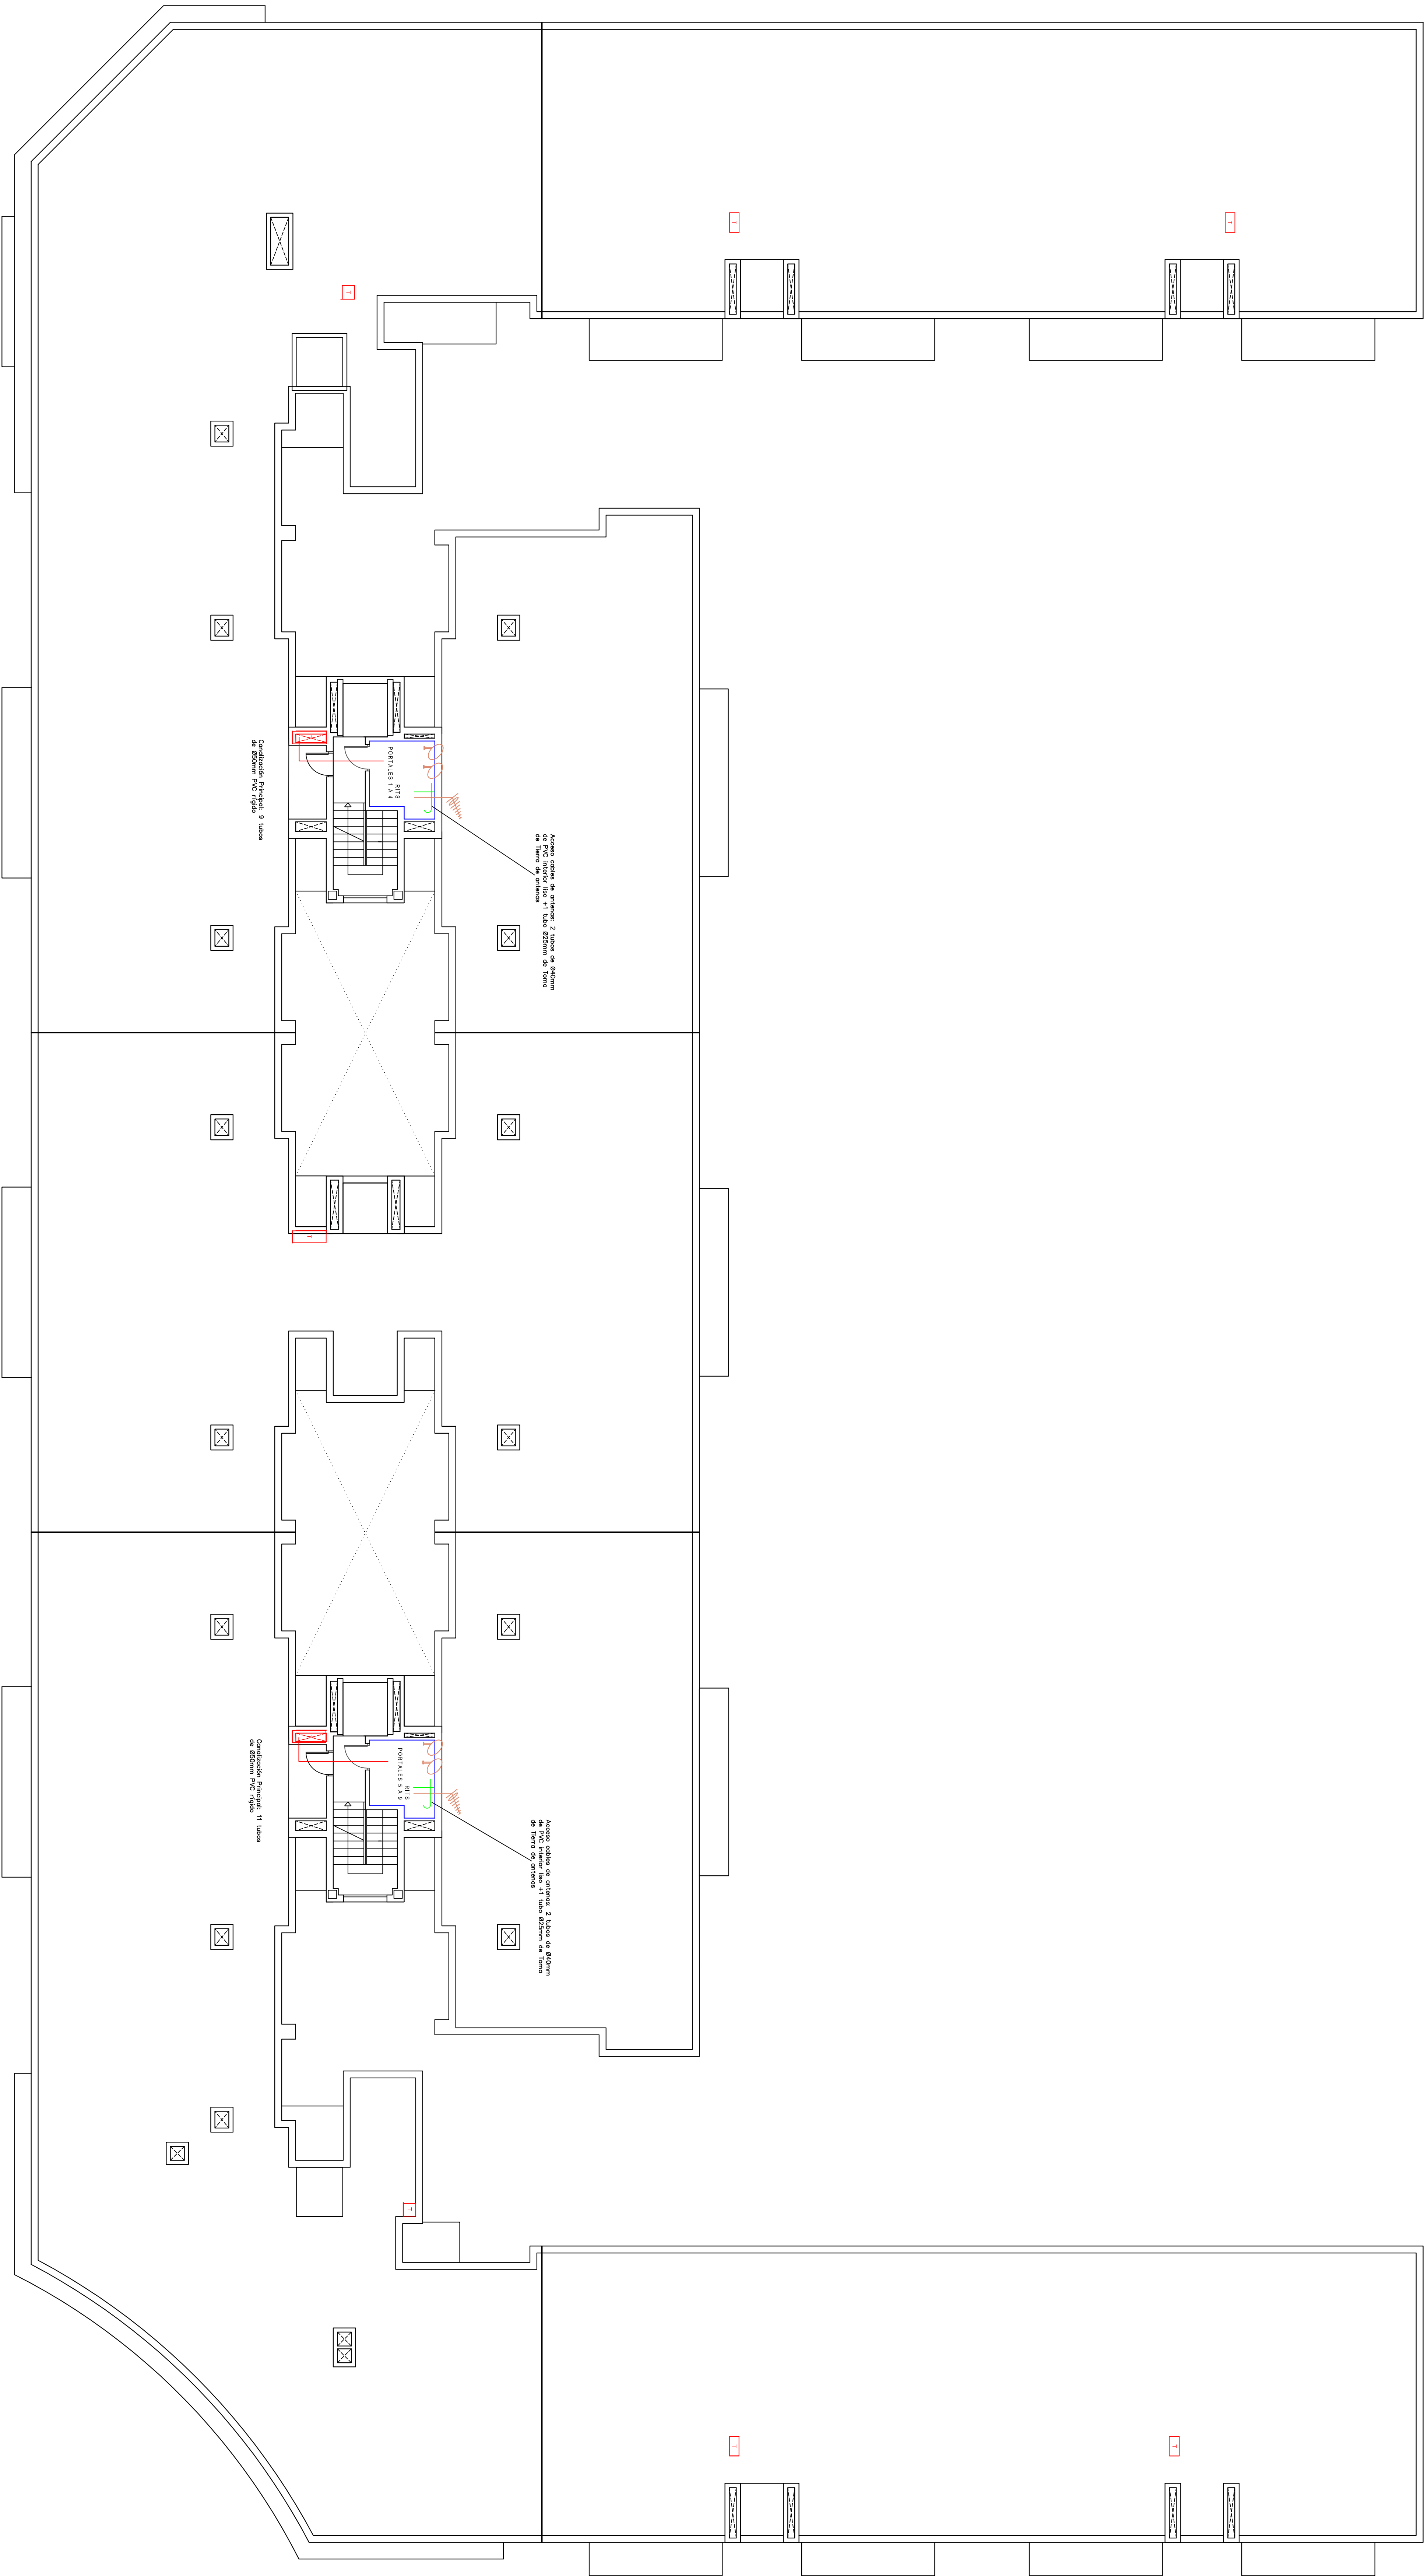 T
T
T
RITS
PORTALES 1 A 4
Canalización Principal: 9 tubos
de Ø50mm PVC rígido
Acceso cables de antenas: 2 tubos de Ø40mm
de PVC interior liso +1 tubo Ø25mm de Toma
de Tierra de antenas
T
RITS
PORTALES 5 A 9
Canalización Principal: 11 tubos
de Ø50mm PVC rígido
Acceso cables de antenas: 2 tubos de Ø40mm
de PVC interior liso +1 tubo Ø25mm de Toma
de Tierra de antenas
T
T
T